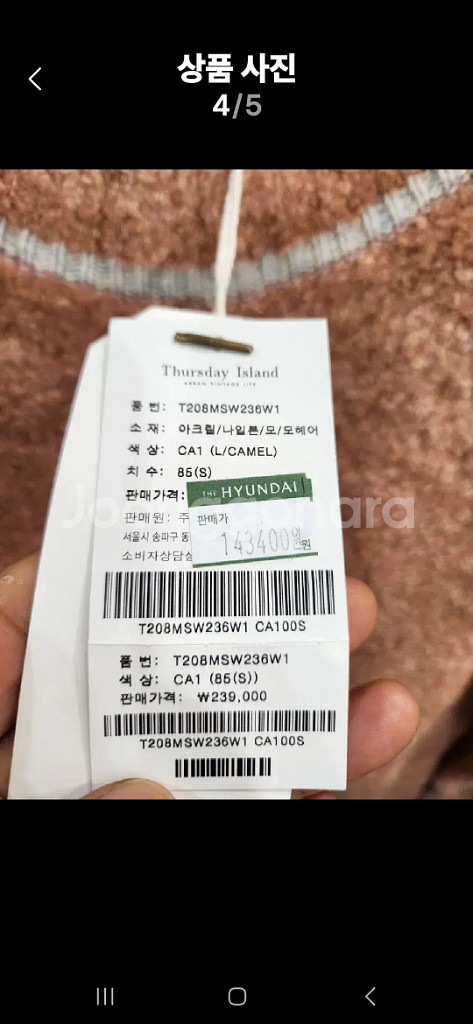 상품 사진
4/5
Thursday Island
URBAN VINTAGE LIFE
품 번: T208MSW236W1
소 재: 아크릴/나일론/모/모헤어
색 상: CA1 (L/CAMEL)
치 수: 85(S)
판매가격: THE HYUNDAI
판매원: 주
판매가
서울시 송파구 동
143400원
소비자상담실
Joonggonara
T208MSW236W1 CA100S
품 번: T208MSW236W1
색 상: CA1 (85(S))
판매가격: ₩239,000
T208MSW236W1 CA100S